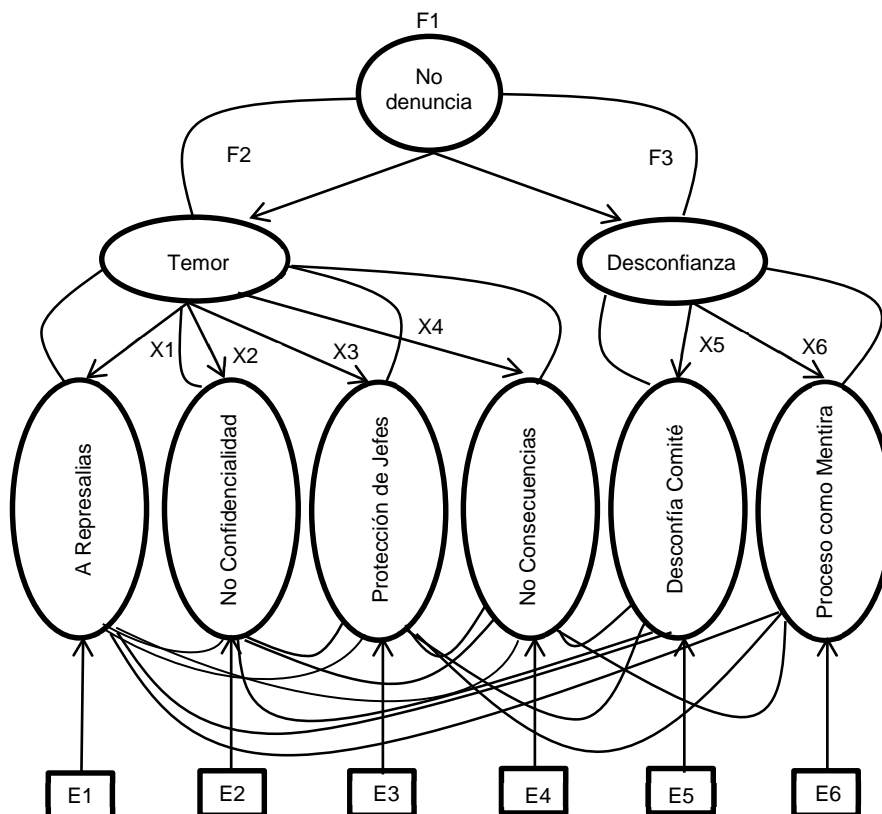 F1
No
denuncia
F2
F3
Temor
Desconfianza
X1
X2
X3
X4
X5
X6
A Represalias
No Confidencialidad
Protección de Jefes
No Consecuencias
Desconfía Comité
Proceso como Mentira
E1
E2
E3
E4
E5
E6